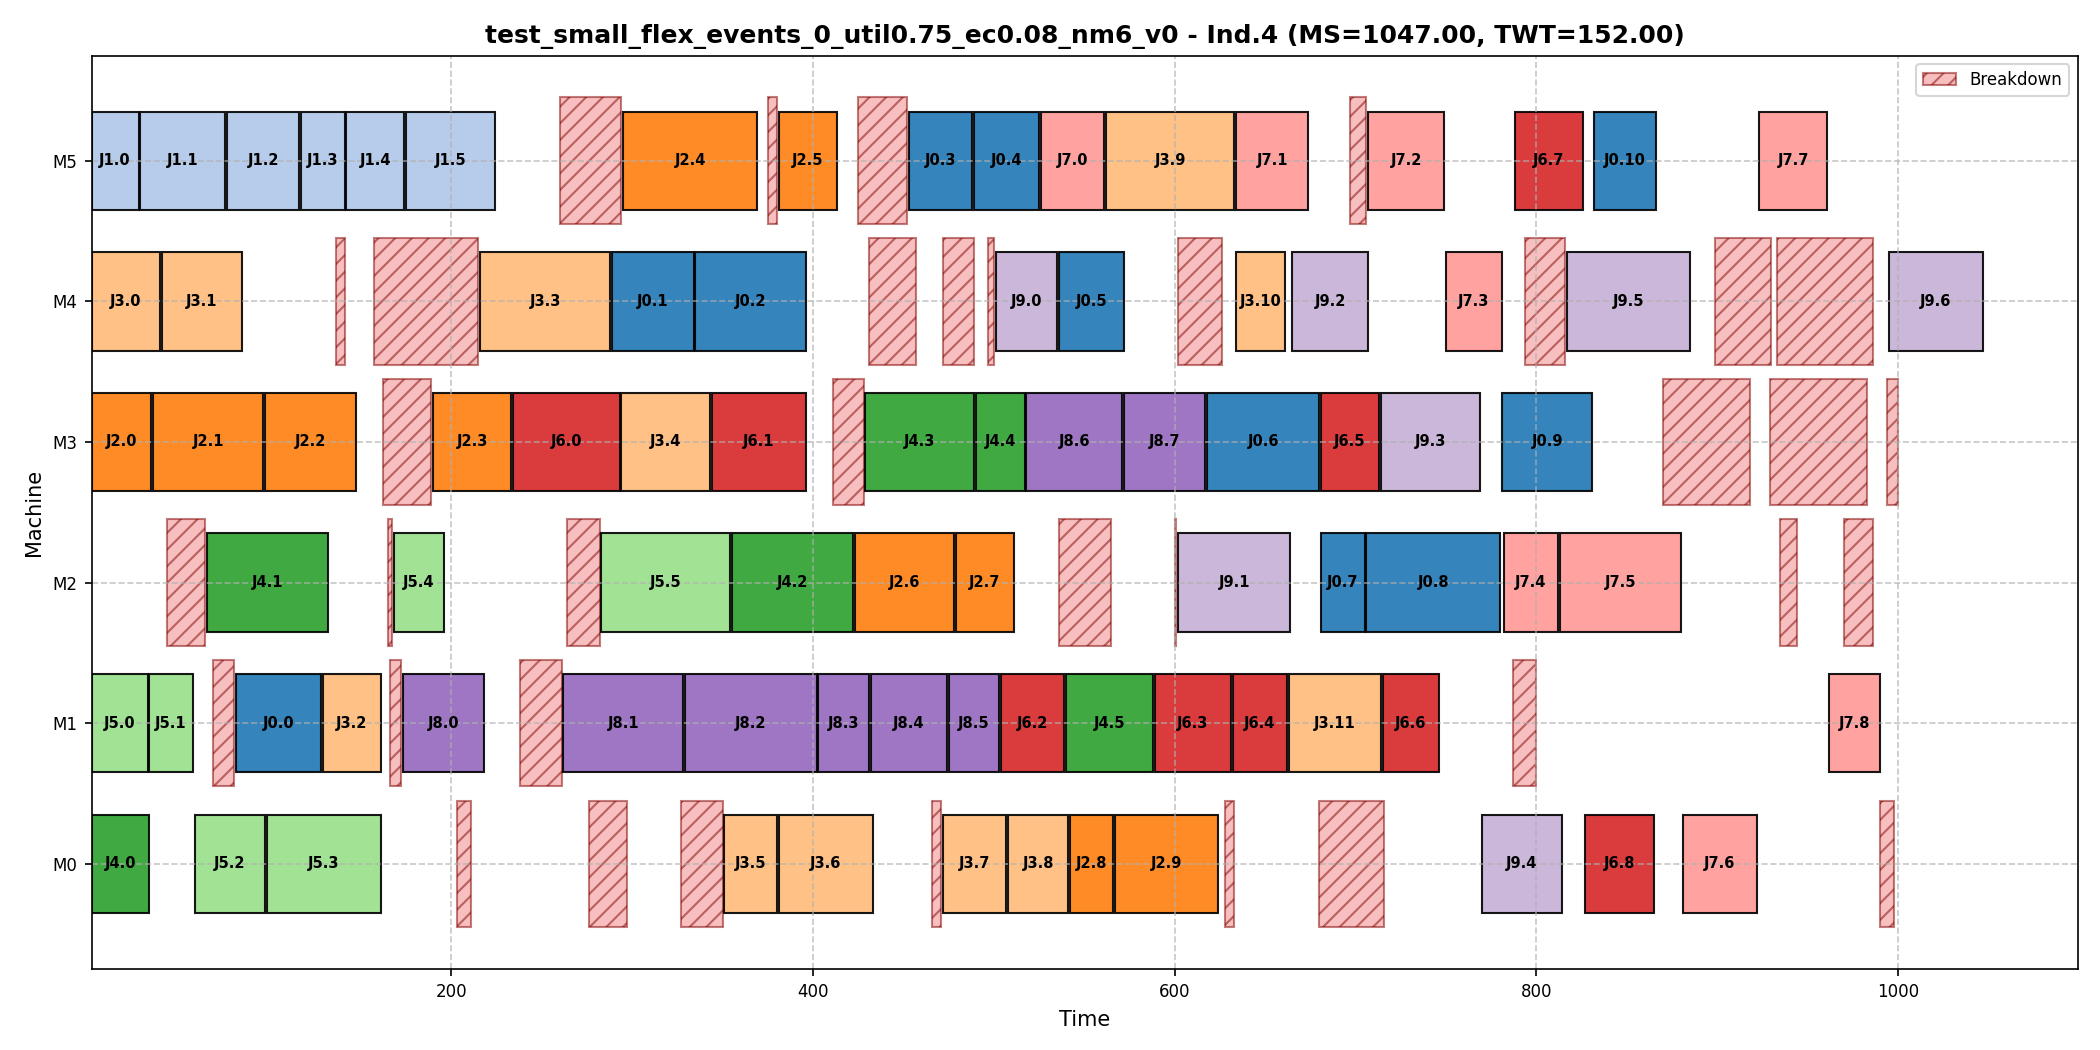 test_small_flex_events_0_util0.75_ec0.08_nm6_v0 - Ind.4 (MS=1047.00, TWT=152.00)
Breakdown
M5
J1.0 J1.1 J1.2 J1.3 J1.4 J1.5 J2.4 J2.5 J0.3 J0.4 J7.0 J3.9 J7.1 J7.2 J6.7 J0.10 J7.7
M4
J3.0 J3.1 J3.3 J0.1 J0.2 J9.0 J0.5 J3.10 J9.2 J7.3 J9.5 J9.6
M3
J2.0 J2.1 J2.2 J2.3 J6.0 J3.4 J6.1 J4.3 J4.4 J8.6 J8.7 J0.6 J6.5 J9.3 J0.9
M2
J4.1 J5.4 J5.5 J4.2 J2.6 J2.7 J9.1 J0.7 J0.8 J7.4 J7.5
M1
J5.0 J5.1 J0.0 J3.2 J8.0 J8.1 J8.2 J8.3 J8.4 J8.5 J6.2 J4.5 J6.3 J6.4 J3.11 J6.6 J7.8
M0
J4.0 J5.2 J5.3 J3.5 J3.6 J3.7 J3.8 J2.8 J2.9 J9.4 J6.8 J7.6
Machine
200 400 600 800 1000
Time